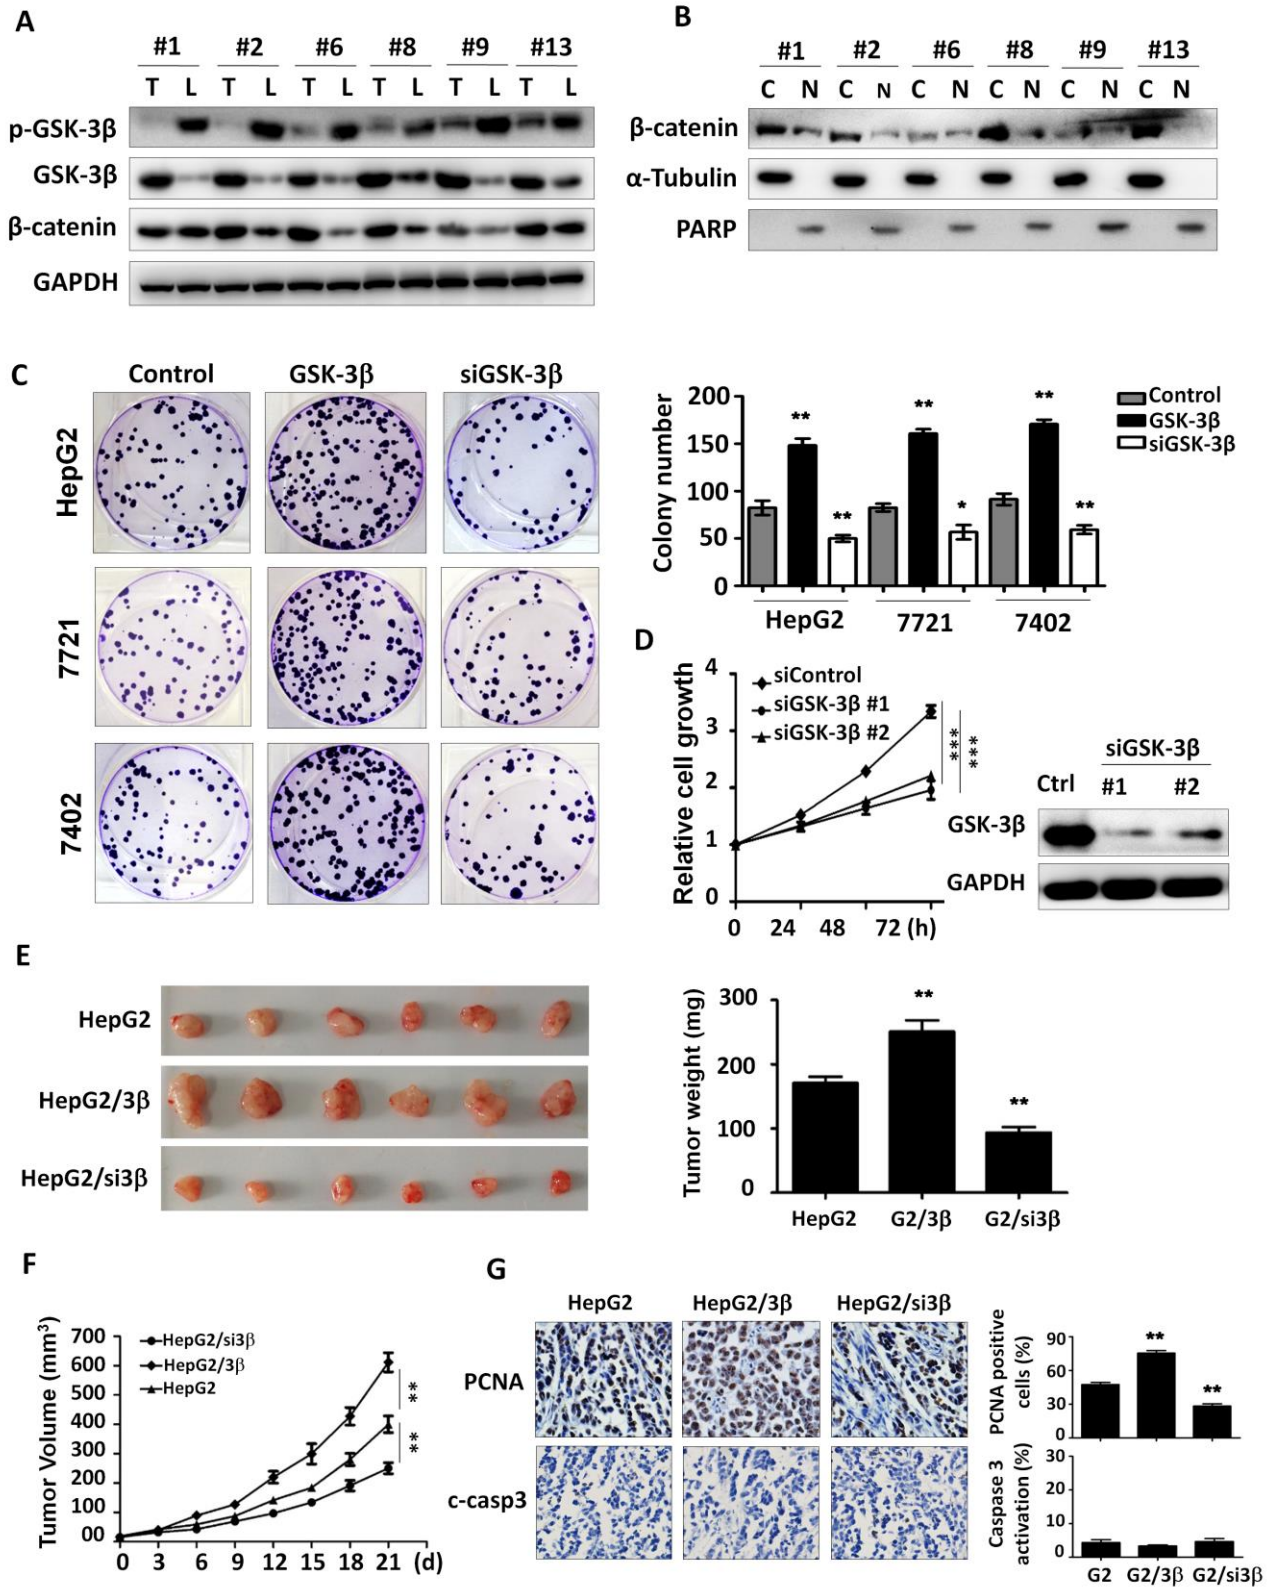 A
#1 #2 #6 #8 #9 #13
T L T L T L T L T L T L
p-GSK-3β
GSK-3β
β-catenin
GAPDH
B
#1 #2 #6 #8 #9 #13
C N C N C N C N C N C N
β-catenin
α-Tubulin
PARP
C
Control GSK-3β siGSK-3β
HepG2
7721
7402
Colony number
200
150
100
50
0
** ** ** * ** **
Control
GSK-3β
siGSK-3β
HepG2 7721 7402
D
Relative cell growth
4
3
2
1
0
siControl
siGSK-3β #1
siGSK-3β #2
*** ***
0 24 48 72 (h)
siGSK-3β
Ctrl #1 #2
GSK-3β
GAPDH
E
HepG2
HepG2/3β
HepG2/si3β
Tumor weight (mg)
300
200
100
0
** **
HepG2 G2/3β G2/si3β
F
Tumor Volume (mm³)
700
600
500
400
300
200
100
00
HepG2/si3β
HepG2/3β
HepG2
** **
0 3 6 9 12 15 18 21 (d)
G
HepG2 HepG2/3β HepG2/si3β
PCNA
c-casp3
PCNA positive
cells (%)
90
60
30
0
** **
Caspase 3
activation (%)
30
20
10
0
G2 G2/3β G2/si3β